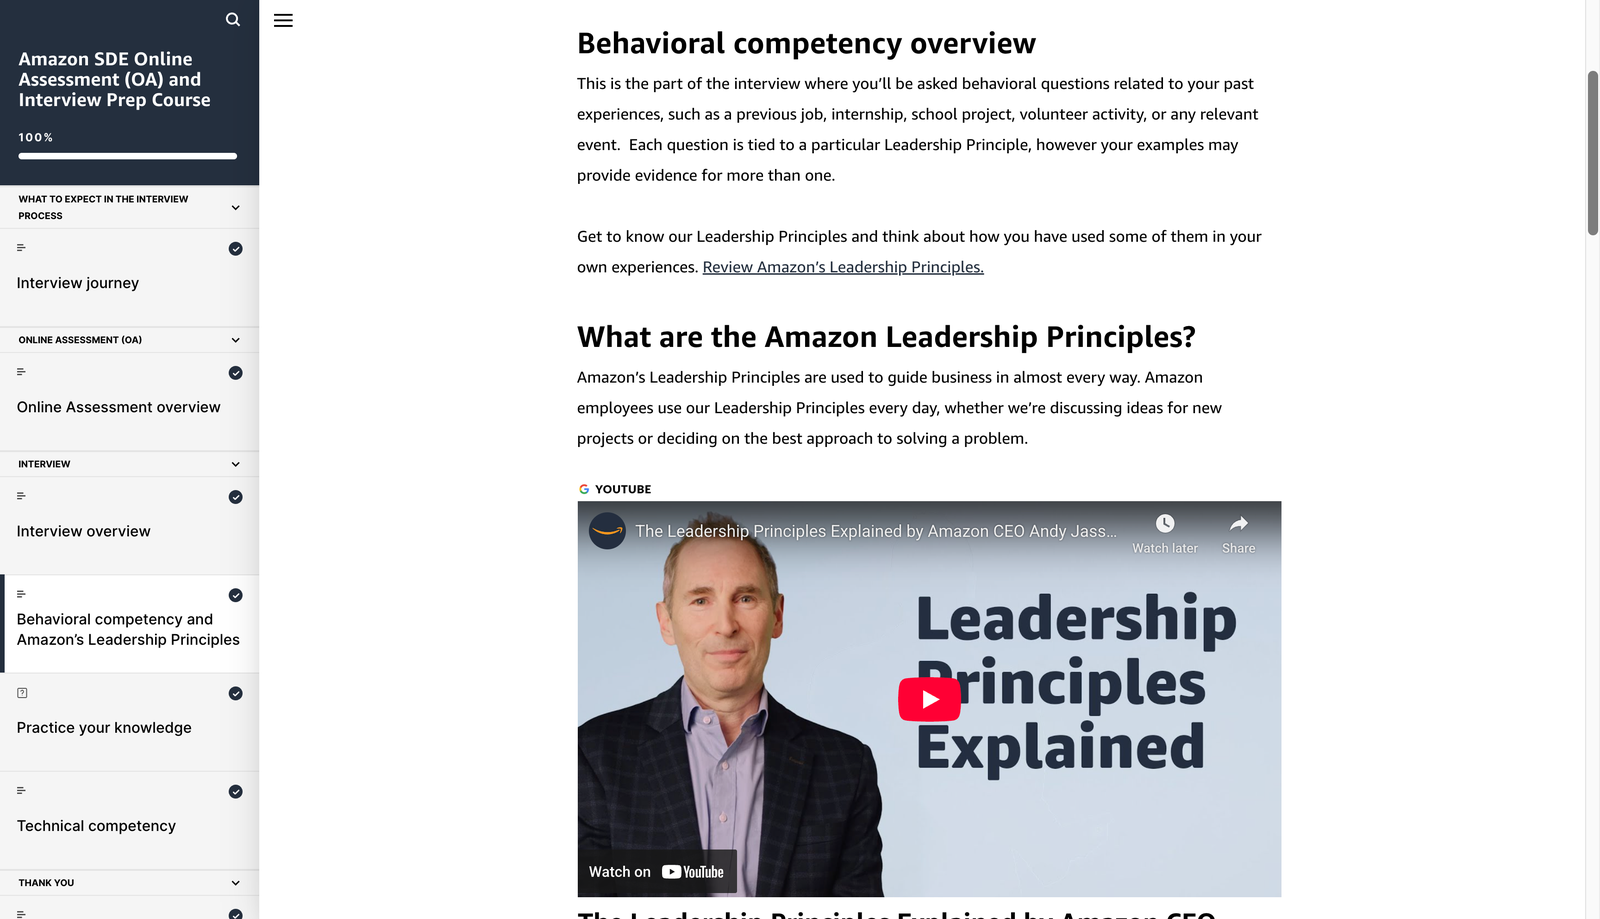 Amazon SDE Online
Assessment (OA) and
Interview Prep Course
100%
WHAT TO EXPECT IN THE INTERVIEW
PROCESS
Interview journey
ONLINE ASSESSMENT (OA)
Online Assessment overview
INTERVIEW
Interview overview
Behavioral competency and
Amazon’s Leadership Principles
Practice your knowledge
Technical competency
THANK YOU
Behavioral competency overview
This is the part of the interview where you’ll be asked behavioral questions related to your past
experiences, such as a previous job, internship, school project, volunteer activity, or any relevant
event.  Each question is tied to a particular Leadership Principle, however your examples may
provide evidence for more than one.
Get to know our Leadership Principles and think about how you have used some of them in your
own experiences. Review Amazon’s Leadership Principles.
What are the Amazon Leadership Principles?
Amazon’s Leadership Principles are used to guide business in almost every way. Amazon
employees use our Leadership Principles every day, whether we’re discussing ideas for new
projects or deciding on the best approach to solving a problem.
YOUTUBE
The Leadership Principles Explained by Amazon CEO Andy Jass...
Watch later
Share
Leadership
Principles
Explained
Watch on YouTube
The Leadership Principles Explained by Amazon CEO